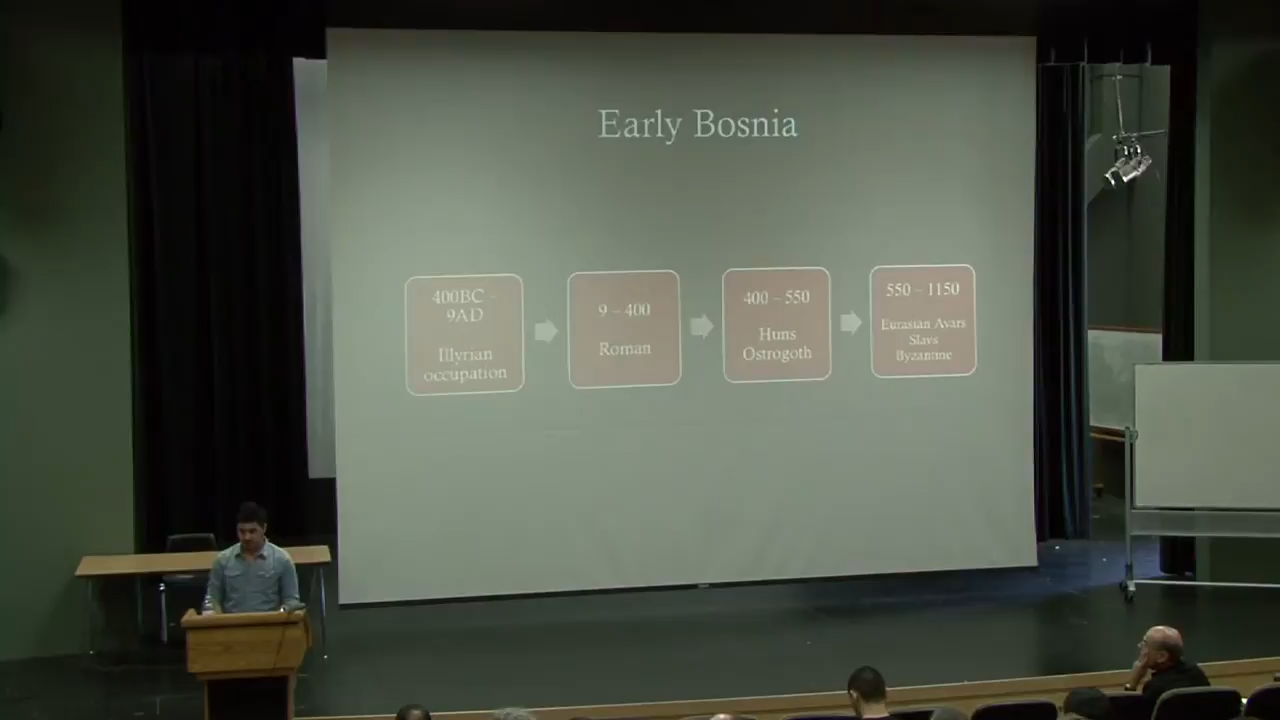 Early Bosnia
400BC -
9AD
Illyrian
occupation
9 – 400
Roman
400 – 550
Huns
Ostrogoth
550 – 1150
Eurasian Avars
Slavs
Byzantine